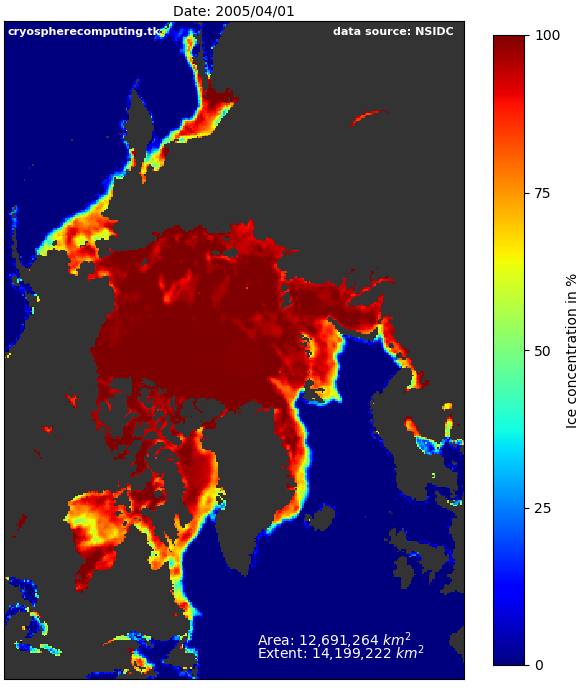 Date: 2005/04/01
cryospherecomputing.tk
data source: NSIDC
100
75
50
25
0
Ice concentration in %
Area: 12,691,264 km²
Extent: 14,199,222 km²